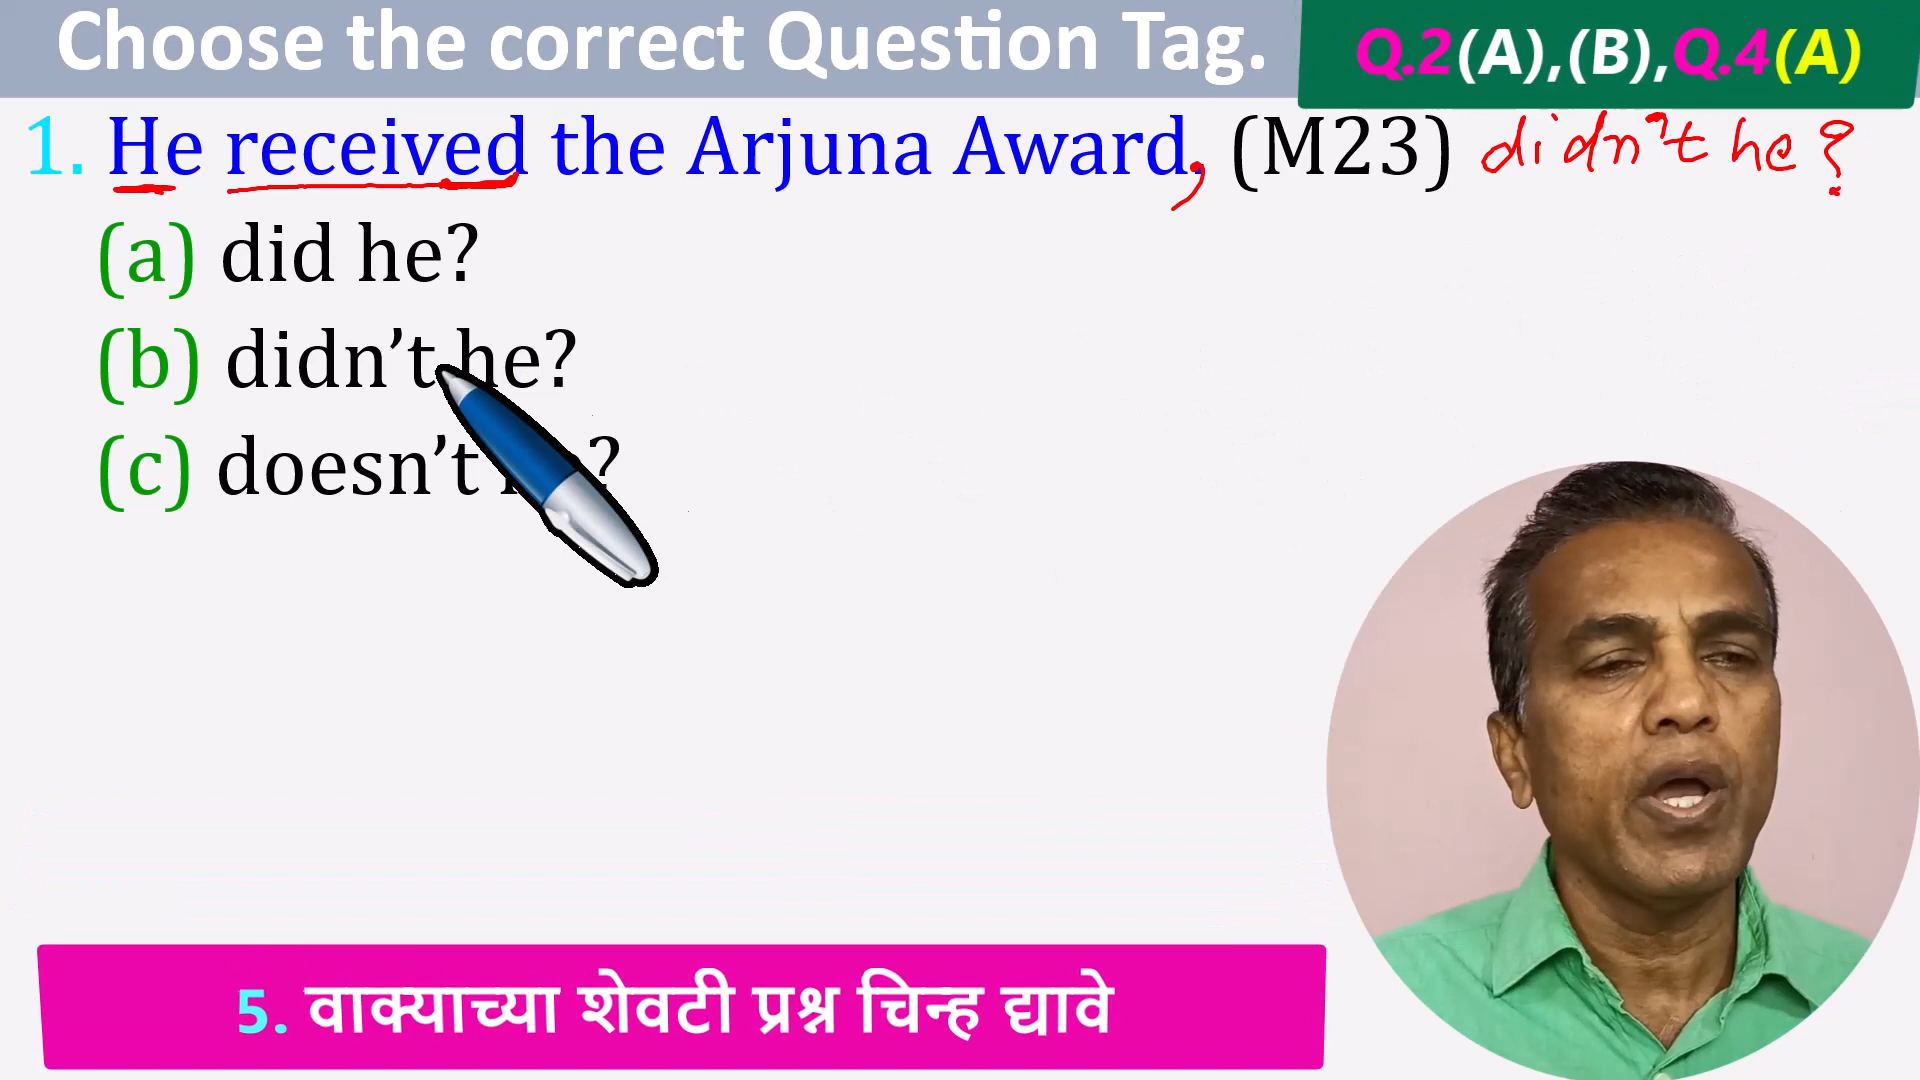 Choose the correct Question Tag.
Q.2(A),(B),Q.4(A)
1. He received the Arjuna Award, (M23) didn't he?
(a) did he?
(b) didn’t he?
(c) doesn’t ?
5. वाक्याच्या शेवटी प्रश्न चिन्ह द्यावे